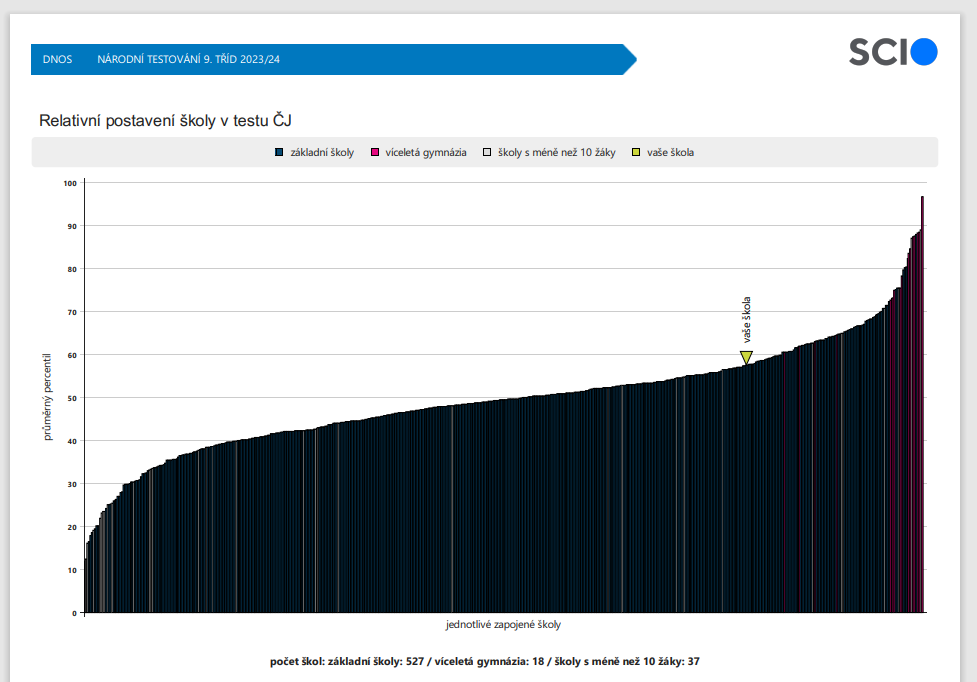 DNOS NÁRODNÍ TESTOVÁNÍ 9. TŘÍD 2023/24
SCIO
Relativní postavení školy v testu ČJ
základní školy víceletá gymnázia školy s méně než 10 žáky vaše škola
100
90
80
70
60
50
40
30
20
10
0
průměrný percentil
vaše škola
jednotlivé zapojené školy
počet škol: základní školy: 527 / víceletá gymnázia: 18 / školy s méně než 10 žáky: 37